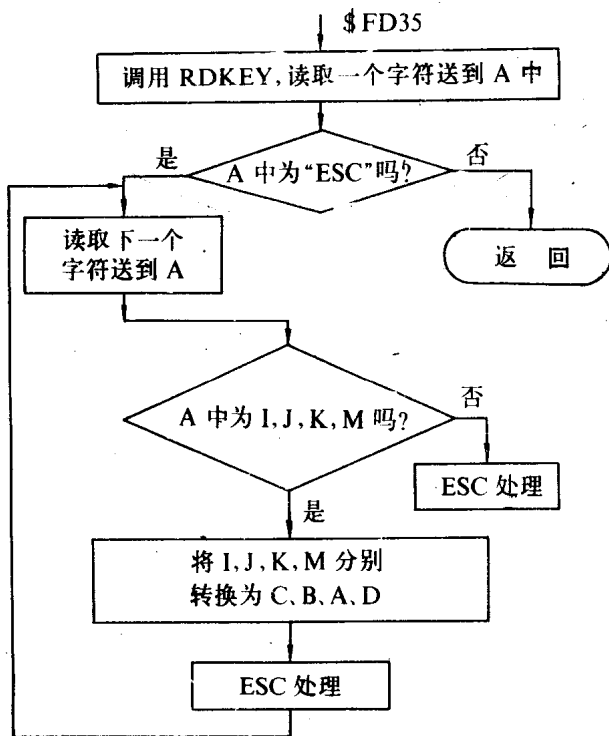 $FD35
调用 RDKEY,读取一个字符送到 A 中
是
A 中为“ESC”吗?
否
读取下一个
字符送到 A
返 回
A 中为 I,J,K,M 吗?
否
ESC 处理
是
将 I,J,K,M 分别
转换为 C、B、A、D
ESC 处理